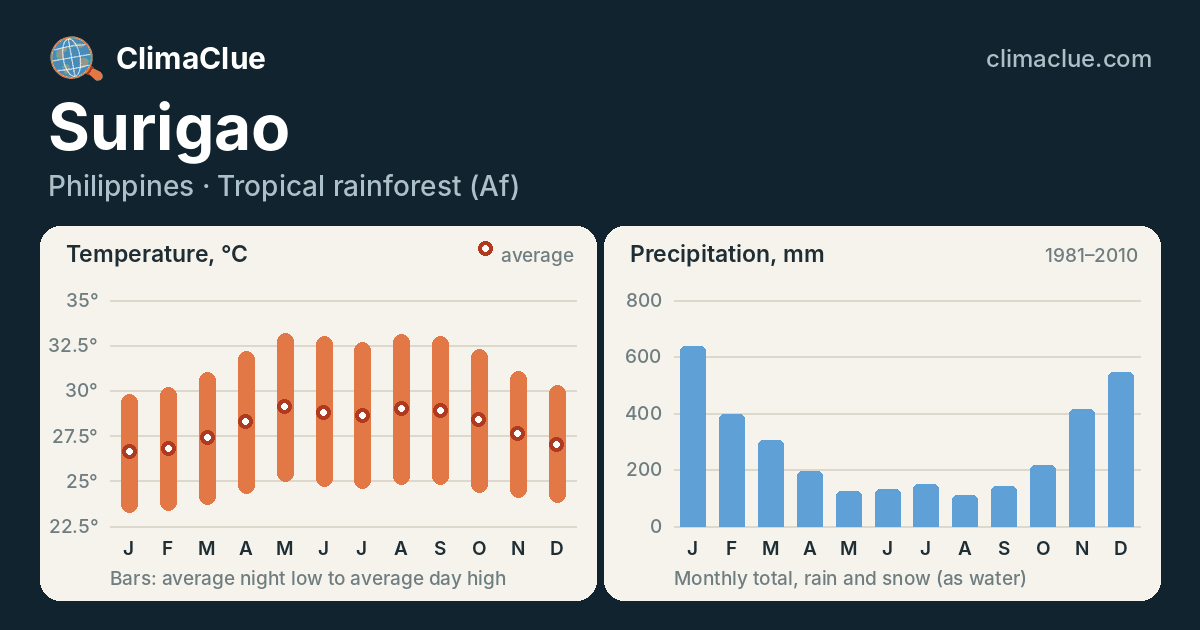 ClimaClue
climaclue.com
Surigao
Philippines · Tropical rainforest (Af)
Temperature, °C
average
35°
32.5°
30°
27.5°
25°
22.5°
J F M A M J J A S O N D
Bars: average night low to average day high
Precipitation, mm
1981–2010
800
600
400
200
0
J F M A M J J A S O N D
Monthly total, rain and snow (as water)